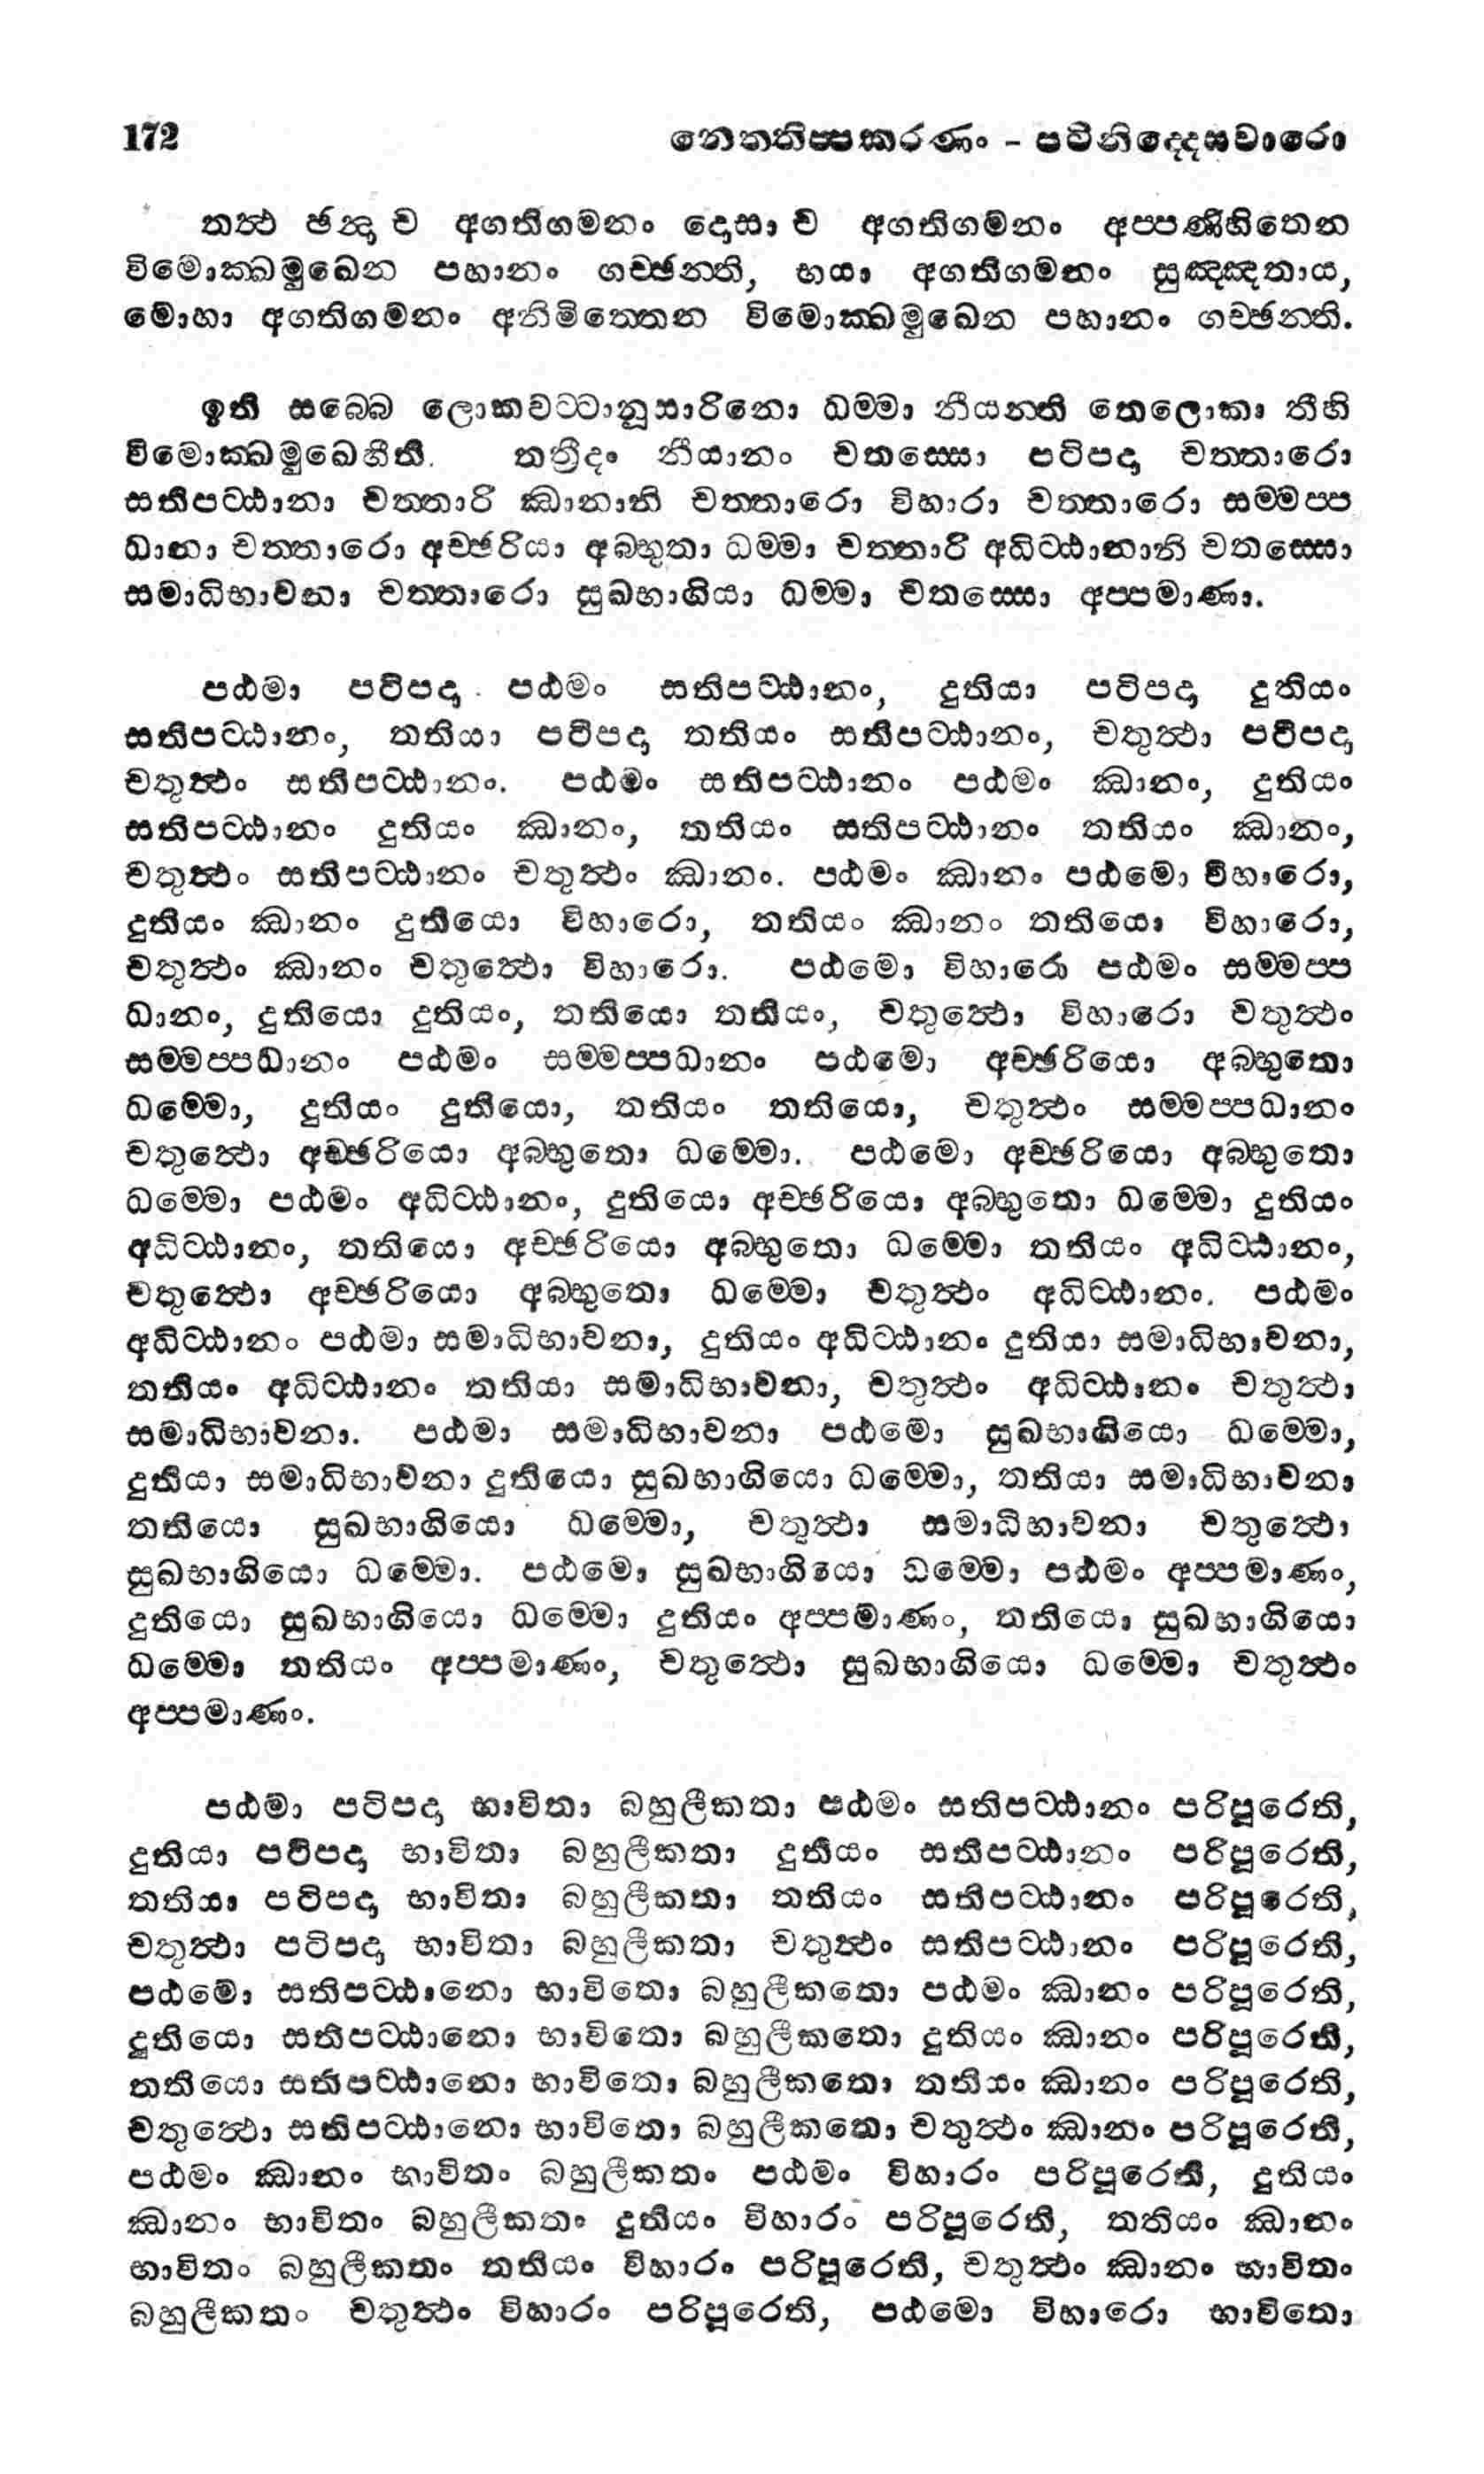 172 නෙත්තිප්පකරණං - පටිනිද්දෙසවාරො
තත්‍ථ ඡන්‍දා ච අගතිගමනං දොසා ච අගතිගමනං අප්පණිහිතෙන
විමොක්ඛමුඛෙන පහානං ගච්ඡන්ති, භයා අගතිගමනං සුඤ්ඤතාය,
මොහා අගතිගමනං අනිමිත්තෙන විමොක්ඛමුඛෙන පහානං ගච්ඡන්ති.
ඉති සබ්බෙ ලොකවට්ටානුසාරිනො ධම්මා නීයන්ති තෙලොකා තීහි
විමොක්ඛමුඛෙහීති. තත්‍රිදං නීයානං චතස්සො පටිපදා චත්තාරො
සතිපට්ඨානා චත්තාරි ඣානානි චත්තාරො විහාරා චත්තාරො සම්මප්ප
ධානා චත්තාරො අච්ඡරියා අබ්භුතා ධම්මා චත්තාරි අධිට්ඨානානි චතස්සො
සමාධිභාවනා චත්තාරො සුඛභාගියා ධම්මා චතස්සො අප්පමාණා.
පඨමා පටිපදා පඨමං සතිපට්ඨානං, දුතියා පටිපදා දුතියං
සතිපට්ඨානං, තතියා පටිපදා තතියං සතිපට්ඨානං, චතුත්‍ථා පටිපදා
චතුත්‍ථං සතිපට්ඨානං. පඨමං සතිපට්ඨානං පඨමං ඣානං, දුතියං
සතිපට්ඨානං දුතියං ඣානං, තතියං සතිපට්ඨානං තතියං ඣානං,
චතුත්‍ථං සතිපට්ඨානං චතුත්‍ථං ඣානං. පඨමං ඣානං පඨමො විහාරො,
දුතියං ඣානං දුතියො විහාරො, තතියං ඣානං තතියො විහාරො,
චතුත්‍ථං ඣානං චතුත්‍ථො විහාරො. පඨමො විහාරො පඨමං සම්මප්ප
ධානං, දුතියො දුතියං, තතියො තතියං, චතුත්‍ථො විහාරො චතුත්‍ථං
සම්මප්පධානං පඨමං සම්මප්පධානං පඨමො අච්ඡරියො අබ්භුතො
ධම්මො, දුතියං දුතියො, තතියං තතියො, චතුත්‍ථං සම්මප්පධානං
චතුත්‍ථො අච්ඡරියො අබ්භුතො ධම්මො. පඨමො අච්ඡරියො අබ්භුතො
ධම්මො පඨමං අධිට්ඨානං, දුතියො අච්ඡරියො අබ්භුතො ධම්මො දුතියං
අධිට්ඨානං, තතියො අච්ඡරියො අබ්භුතො ධම්මො තතියං අධිට්ඨානං,
චතුත්‍ථො අච්ඡරියො අබ්භුතො ධම්මො චතුත්‍ථං අධිට්ඨානං. පඨමං
අධිට්ඨානං පඨමා සමාධිභාවනා, දුතියං අධිට්ඨානං දුතියා සමාධිභාවනා,
තතියං අධිට්ඨානං තතියා සමාධිභාවනා, චතුත්‍ථං අධිට්ඨානං චතුත්‍ථා
සමාධිභාවනා. පඨමා සමාධිභාවනා පඨමො සුඛභාගියො ධම්මො,
දුතියා සමාධිභාවනා දුතියො සුඛභාගියො ධම්මො, තතියා සමාධිභාවනා
තතියො සුඛභාගියො ධම්මො, චතුත්‍ථා සමාධිභාවනා චතුත්‍ථො
සුඛභාගියො ධම්මො. පඨමො සුඛභාගියො ධම්මො පඨමං අප්පමාණං,
දුතියො සුඛභාගියො ධම්මො දුතියං අප්පමාණං, තතියො සුඛභාගියො
ධම්මො තතියං අප්පමාණං, චතුත්‍ථො සුඛභාගියො ධම්මො චතුත්‍ථං
අප්පමාණං.
පඨමා පටිපදා භාවිතා බහුලීකතා පඨමං සතිපට්ඨානං පරිපූරෙති,
දුතියා පටිපදා භාවිතා බහුලීකතා දුතියං සතිපට්ඨානං පරිපූරෙති,
තතියා පටිපදා භාවිතා බහුලීකතා තතියං සතිපට්ඨානං පරිපූරෙති,
චතුත්‍ථා පටිපදා භාවිතා බහුලීකතා චතුත්‍ථං සතිපට්ඨානං පරිපූරෙති,
පඨමො සතිපට්ඨානො භාවිතො බහුලීකතො පඨමං ඣානං පරිපූරෙති,
දුතියො සතිපට්ඨානො භාවිතො බහුලීකතො දුතියං ඣානං පරිපූරෙති,
තතියො සතිපට්ඨානො භාවිතො බහුලීකතො තතියං ඣානං පරිපූරෙති,
චතුත්‍ථො සතිපට්ඨානො භාවිතො බහුලීකතො චතුත්‍ථං ඣානං පරිපූරෙති,
පඨමං ඣානං භාවිතං බහුලීකතං පඨමං විහාරං පරිපූරෙති, දුතියං
ඣානං භාවිතං බහුලීකතං දුතියං විහාරං පරිපූරෙති, තතියං ඣානං
භාවිතං බහුලීකතං තතියං විහාරං පරිපූරෙති, චතුත්‍ථං ඣානං භාවිතං
බහුලීකතං චතුත්‍ථං විහාරං පරිපූරෙති, පඨමො විහාරො භාවිතො